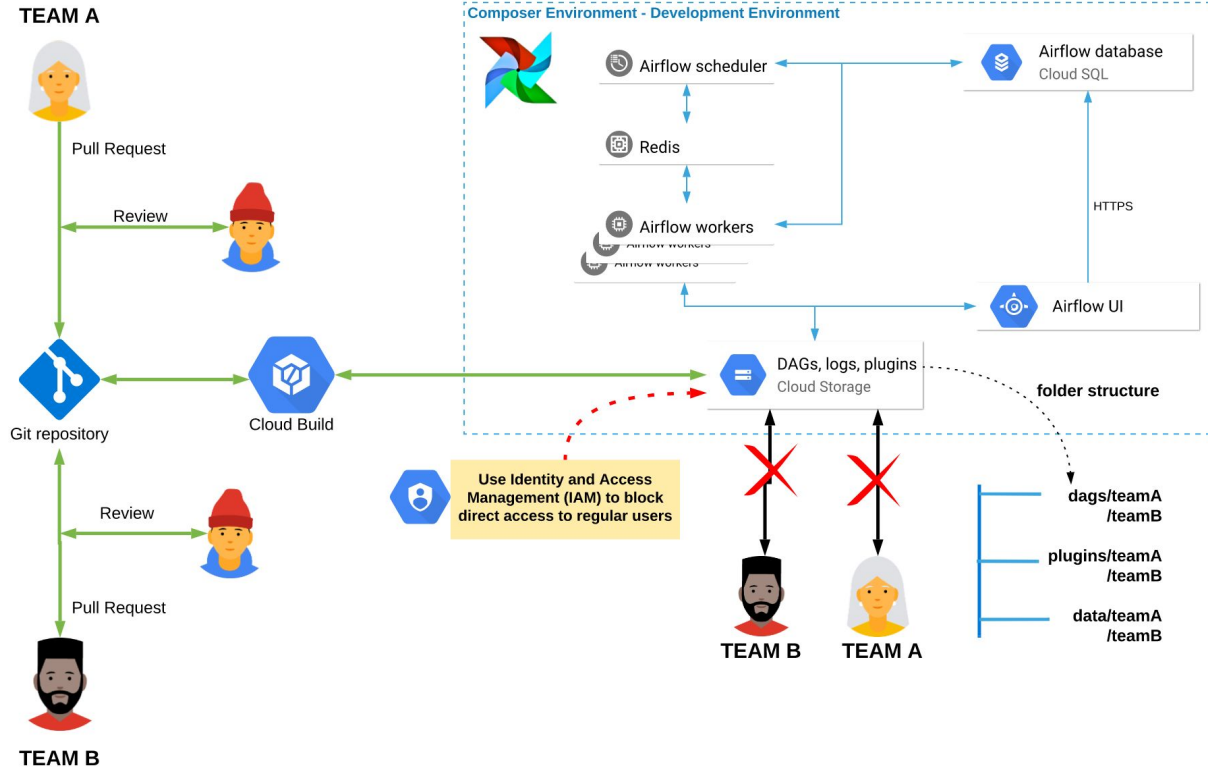 TEAM A
Pull Request
Review
Git repository
Cloud Build
Review
Pull Request
TEAM B
Composer Environment - Development Environment
Airflow scheduler
Redis
Airflow workers
Airflow workers
Airflow workers
Airflow database
Cloud SQL
HTTPS
Airflow UI
DAGs, logs, plugins
Cloud Storage
folder structure
Use Identity and Access
Management (IAM) to block
direct access to regular users
TEAM B
TEAM A
dags/teamA
/teamB
plugins/teamA
/teamB
data/teamA
/teamB